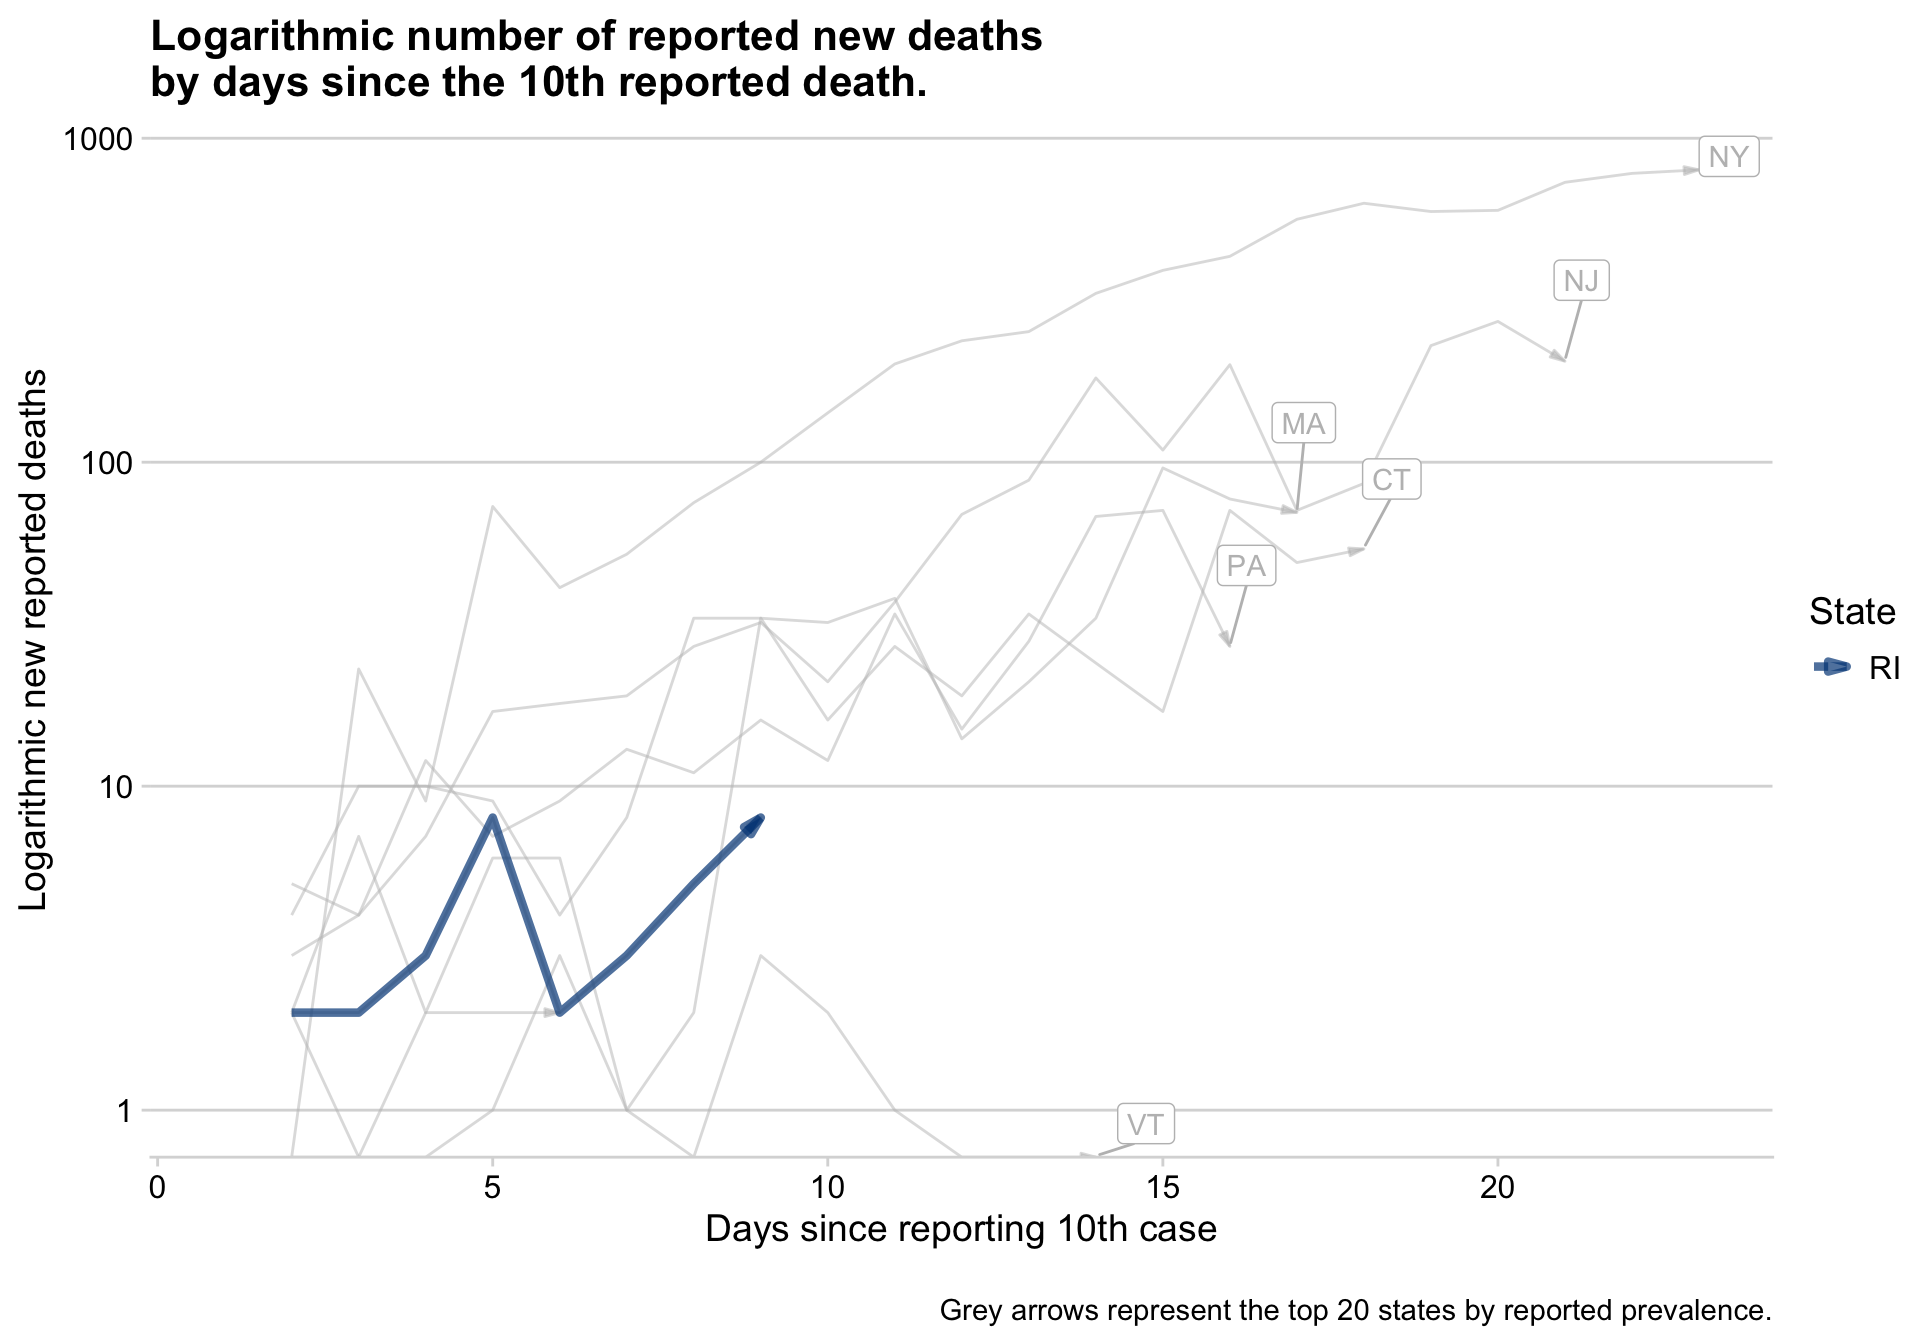 Logarithmic number of reported new deaths
by days since the 10th reported death.
1000
100
10
1
Logarithmic new reported deaths
NY
NJ
MA
CT
PA
VT
State
RI
0 5 10 15 20
Days since reporting 10th case
Grey arrows represent the top 20 states by reported prevalence.